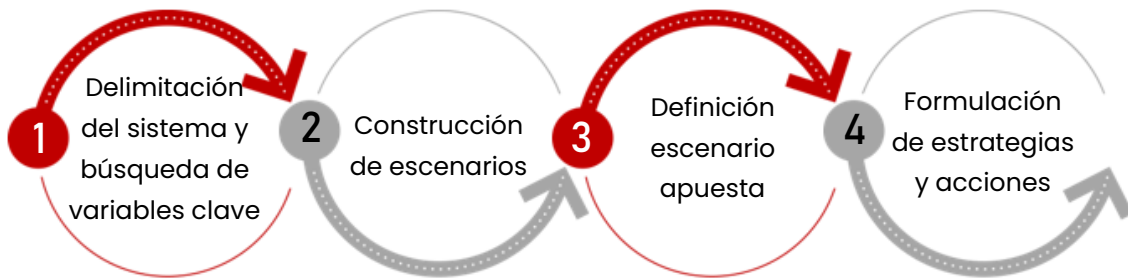 1
Delimitación
del sistema y
búsqueda de
variables clave
2
Construcción
de escenarios
3
Definición
escenario
apuesta
4
Formulación
de estrategias
y acciones